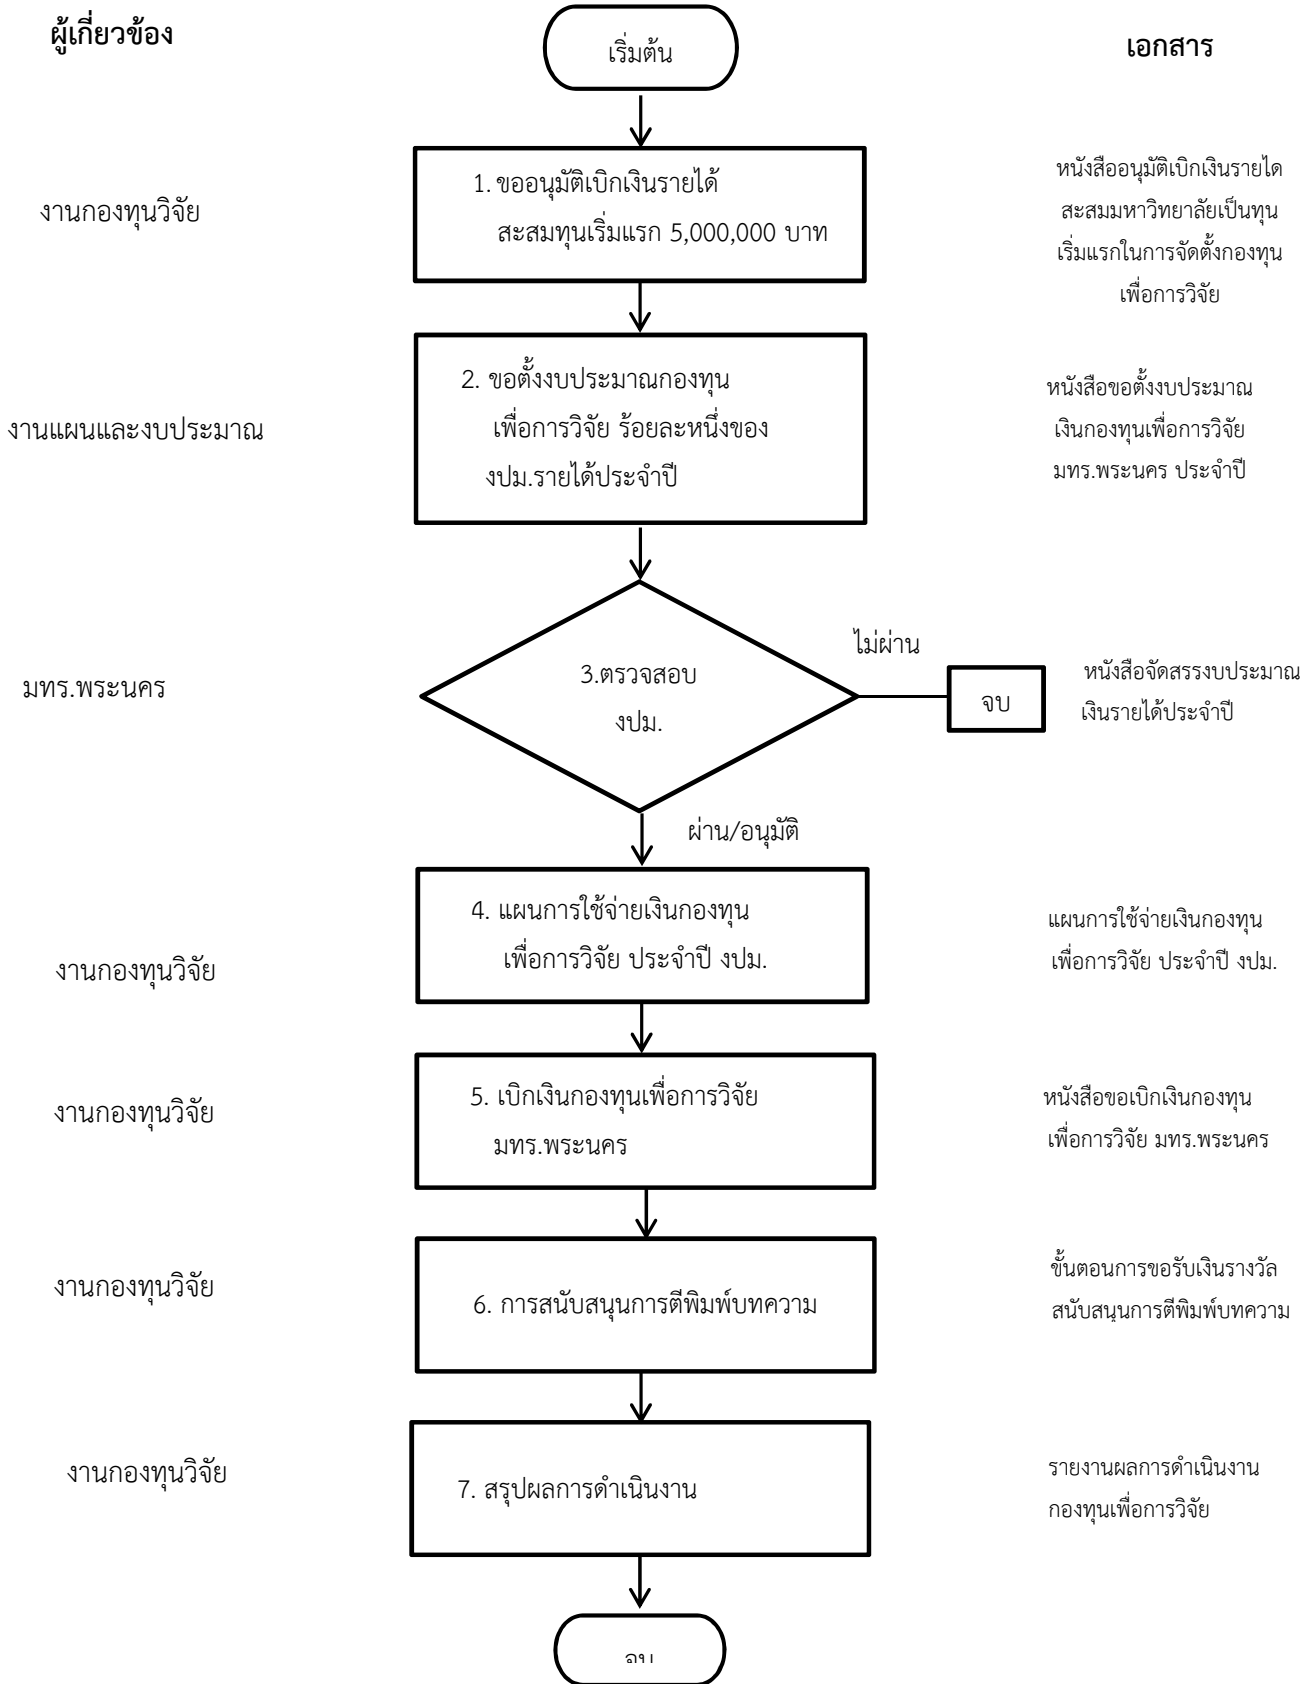 ผู้เกี่ยวข้อง
เริ่มต้น
เอกสาร
งานกองทุนวิจัย
1. ขออนุมัติเบิกเงินรายได้
สะสมทุนเริ่มแรก 5,000,000 บาท
หนังสืออนุมัติเบิกเงินรายได
สะสมมหาวิทยาลัยเป็นทุน
เริ่มแรกในการจัดตั้งกองทุน
เพื่อการวิจัย
งานแผนและงบประมาณ
2. ขอตั้งงบประมาณกองทุน
เพื่อการวิจัย ร้อยละหนึ่งของ
งปม.รายได้ประจำปี
หนังสือขอตั้งงบประมาณ
เงินกองทุนเพื่อการวิจัย
มทร.พระนคร ประจำปี
มทร.พระนคร
3.ตรวจสอบ
งปม.
ไม่ผ่าน
จบ
หนังสือจัดสรรงบประมาณ
เงินรายได้ประจำปี
ผ่าน/อนุมัติ
งานกองทุนวิจัย
4. แผนการใช้จ่ายเงินกองทุน
เพื่อการวิจัย ประจำปี งปม.
แผนการใช้จ่ายเงินกองทุน
เพื่อการวิจัย ประจำปี งปม.
งานกองทุนวิจัย
5. เบิกเงินกองทุนเพื่อการวิจัย
มทร.พระนคร
หนังสือขอเบิกเงินกองทุน
เพื่อการวิจัย มทร.พระนคร
งานกองทุนวิจัย
6. การสนับสนุนการตีพิมพ์บทความ
ขั้นตอนการขอรับเงินรางวัล
สนับสนุนการตีพิมพ์บทความ
งานกองทุนวิจัย
7. สรุปผลการดำเนินงาน
รายงานผลการดำเนินงาน
กองทุนเพื่อการวิจัย
จบ